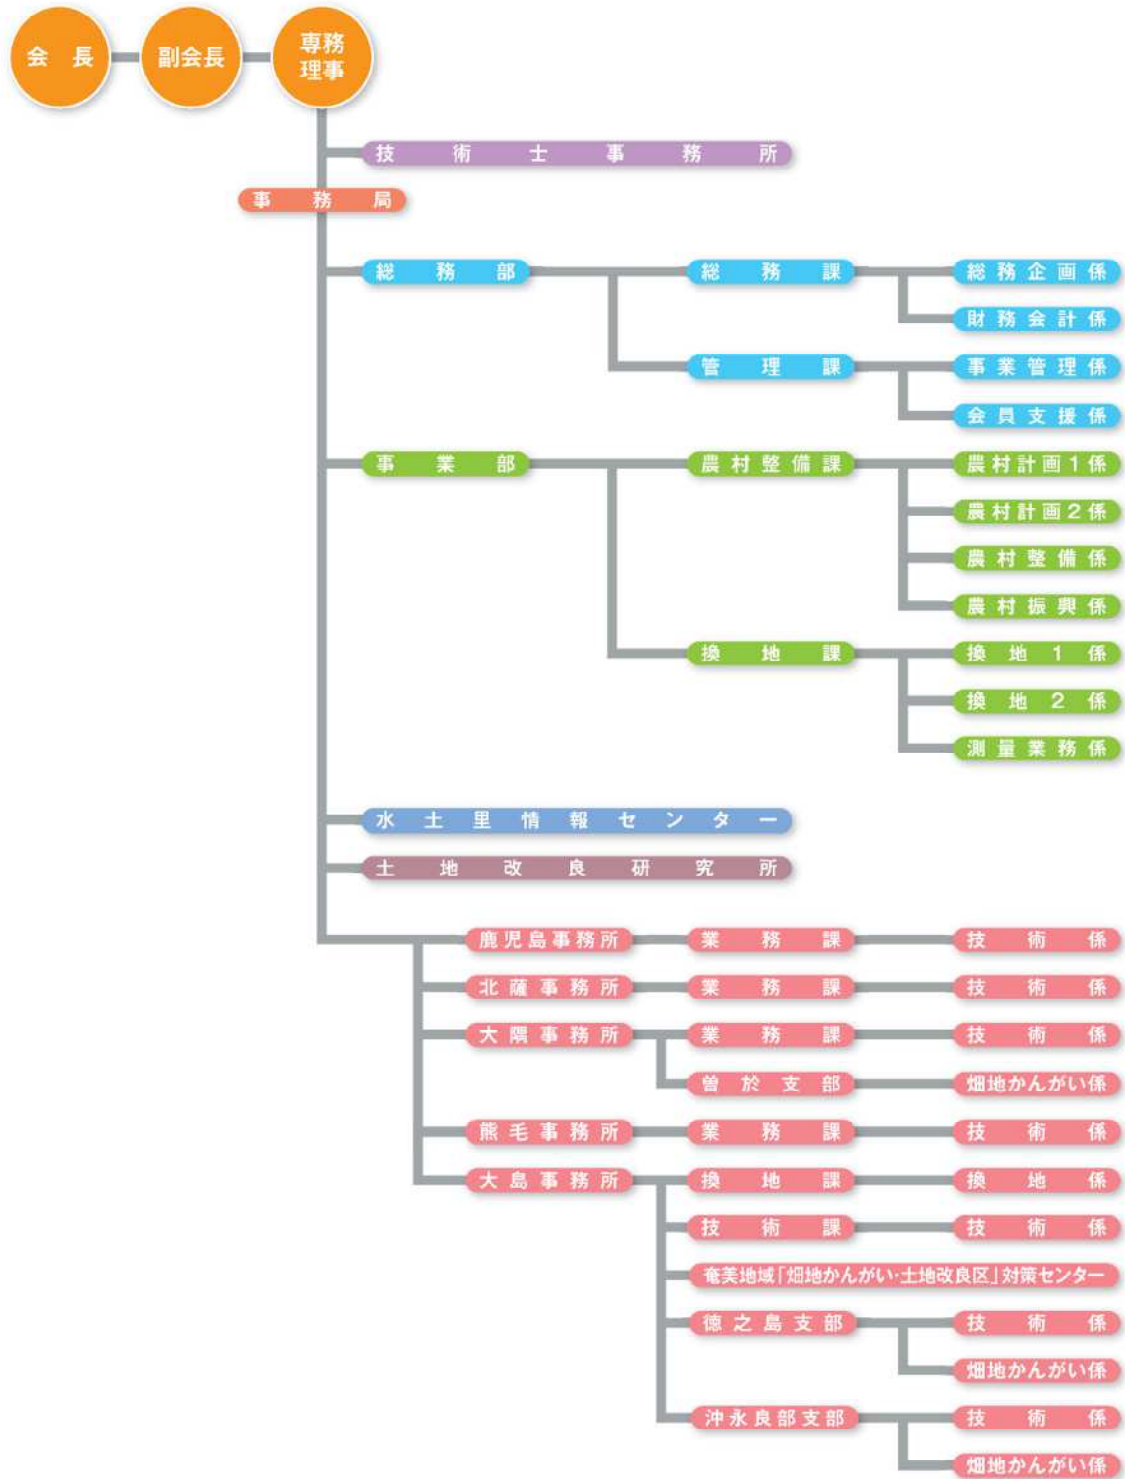 会長
副会長
専務
理事
技術士事務所
事務局
総務部
総務課
総務企画係
財務会計係
管理課
事業管理係
会員支援係
事業部
農村整備課
農村計画1係
農村計画2係
農村整備係
農村振興係
換地課
換地1係
換地2係
測量業務係
水土里情報センター
土地改良研究所
鹿児島事務所
業務課
技術係
北薩事務所
業務課
技術係
大隅事務所
業務課
技術係
曽於支部
畑地かんがい係
熊毛事務所
業務課
技術係
大島事務所
換地課
換地係
技術課
技術係
奄美地域「畑地かんがい・土地改良区」対策センター
徳之島支部
技術係
畑地かんがい係
沖永良部支部
技術係
畑地かんがい係